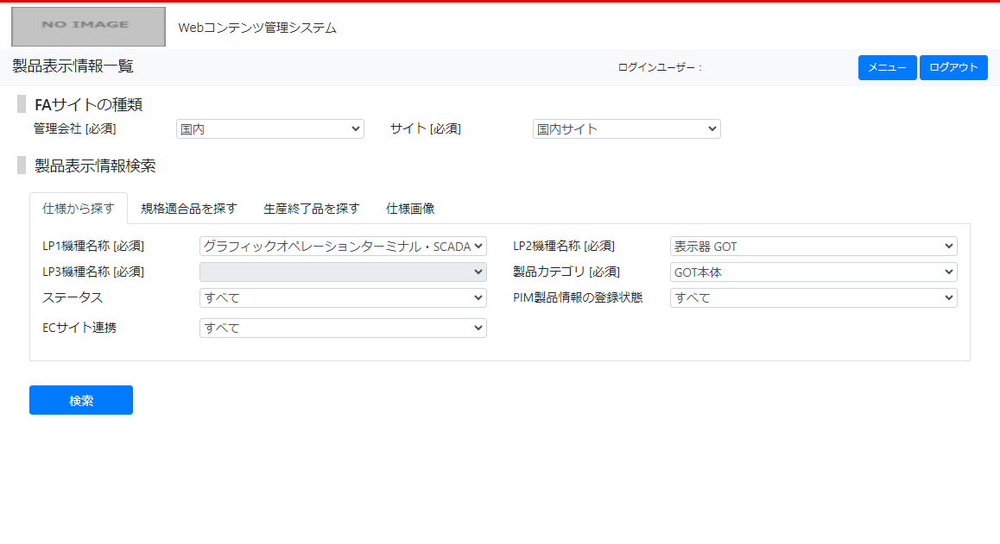 NO IMAGE Webコンテンツ管理システム
製品表示情報一覧 ログインユーザー： メニュー ログアウト
FAサイトの種類
管理会社 [必須] 国内 サイト [必須] 国内サイト
製品表示情報検索
仕様から探す 規格適合品を探す 生産終了品を探す 仕様画像
LP1機種名称 [必須] グラフィックオペレーションターミナル・SCADA LP2機種名称 [必須] 表示器 GOT
LP3機種名称 [必須] 製品カテゴリ [必須] GOT本体
ステータス すべて PIM製品情報の登録状態 すべて
ECサイト連携 すべて
検索